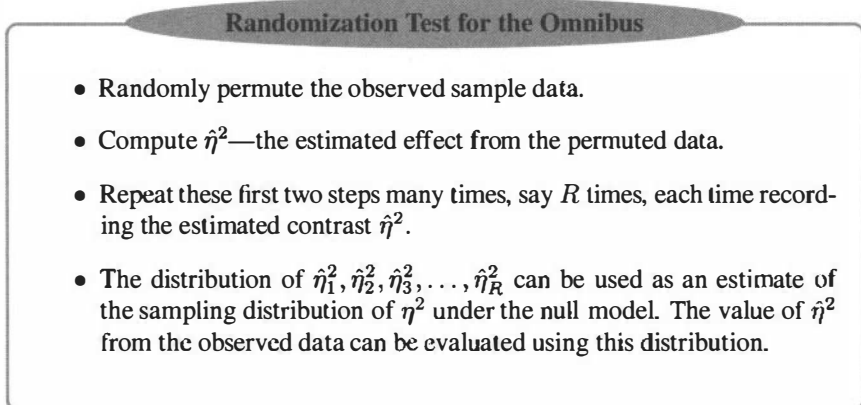 Randomization Test for the Omnibus
• Randomly permute the observed sample data.
• Compute η̂²—the estimated effect from the permuted data.
• Repeat these first two steps many times, say R times, each time record-
ing the estimated contrast η̂².
• The distribution of η̂²₁, η̂²₂, η̂²₃, . . . , η̂²_R can be used as an estimate of
the sampling distribution of η² under the null model. The value of η̂²
from the observed data can be evaluated using this distribution.